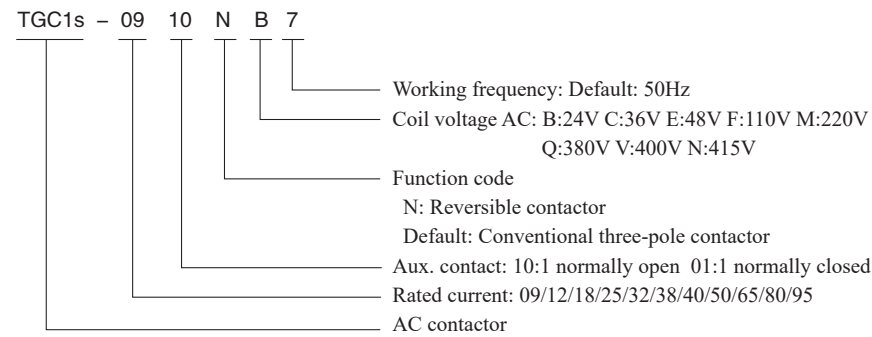 TGC1s – 09 10 N B 7
Working frequency: Default: 50Hz
Coil voltage AC: B:24V C:36V E:48V F:110V M:220V
Q:380V V:400V N:415V
Function code
N: Reversible contactor
Default: Conventional three-pole contactor
Aux. contact: 10:1 normally open 01:1 normally closed
Rated current: 09/12/18/25/32/38/40/50/65/80/95
AC contactor